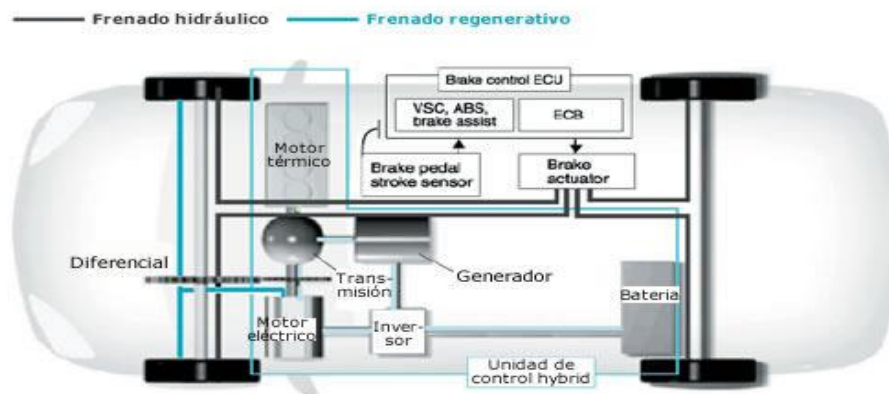 Frenado hidráulico
Frenado regenerativo
Brake control ECU
VSC, ABS,
brake assist
ECB
Motor
térmico
Brake pedal
stroke sensor
Brake
actuator
Diferencial
Trans-
misión
Generador
Bateria
Motor
eléctrico
Inver-
sor
Unidad de
control hybrid